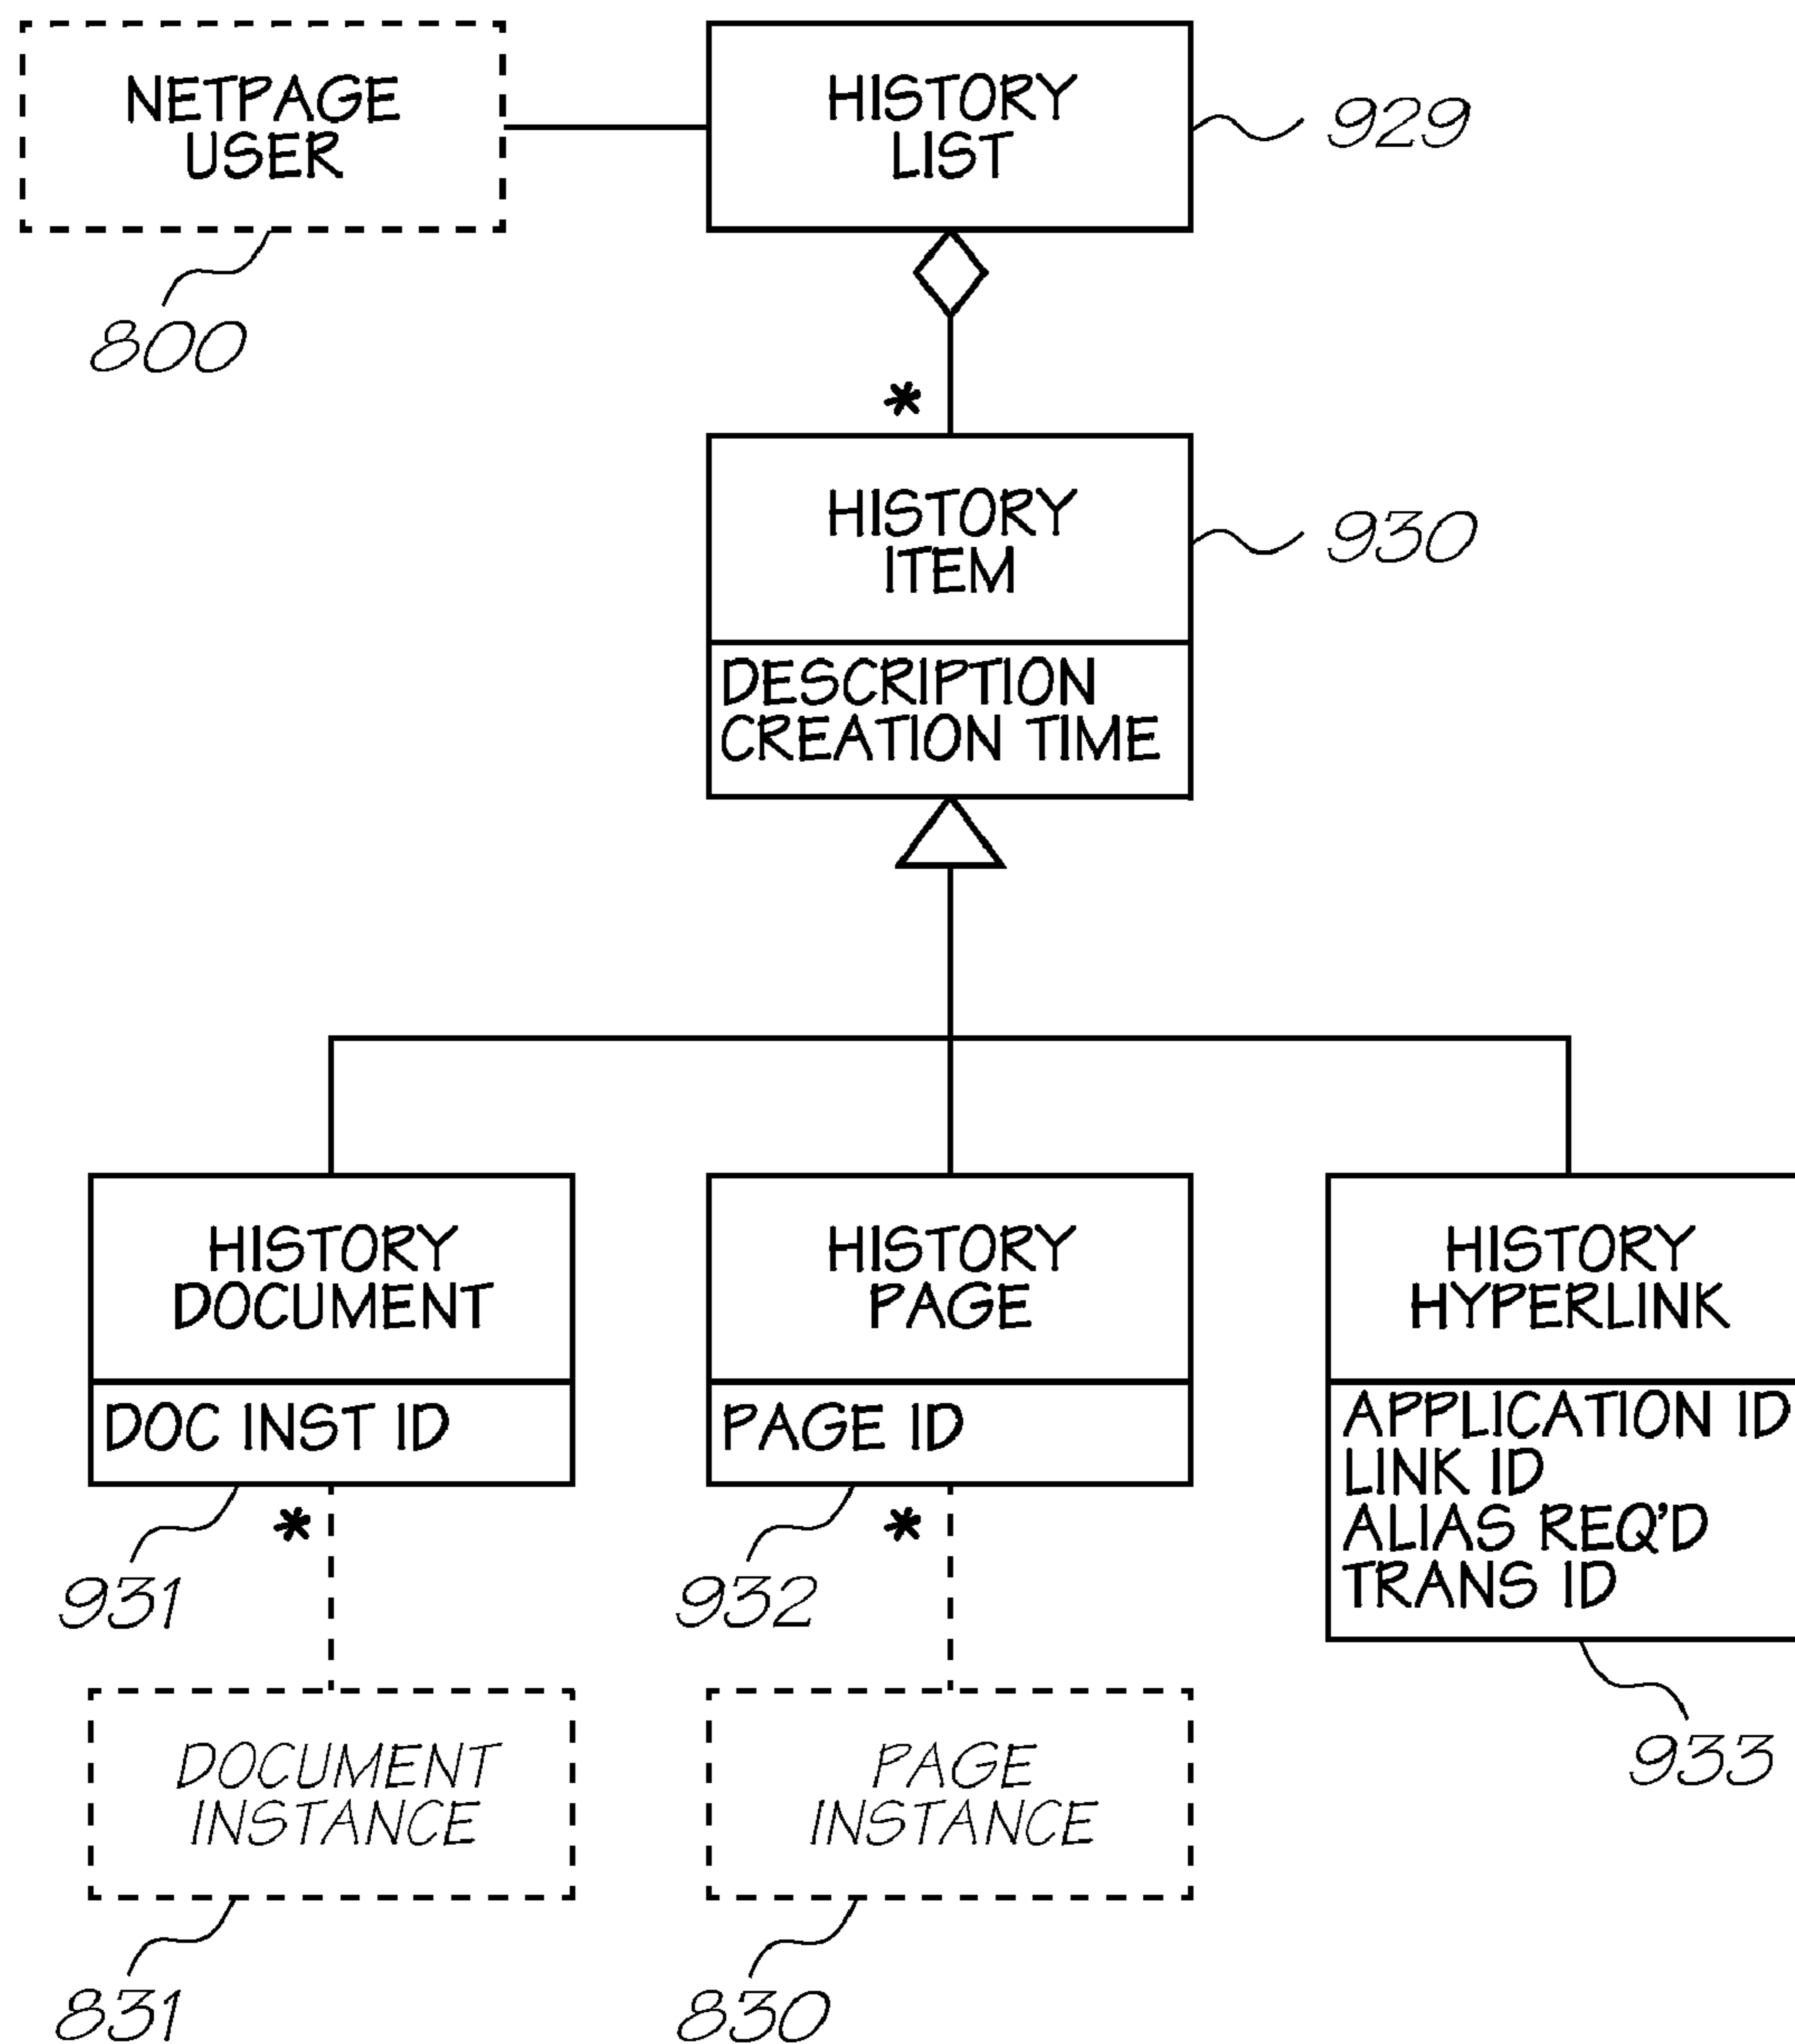 NETPAGE
USER
HISTORY
LIST
929
800
*
HISTORY
ITEM
930
DESCRIPTION
CREATION TIME
HISTORY
DOCUMENT
HISTORY
PAGE
HISTORY
HYPERLINK
DOC INST ID
PAGE ID
APPLICATION ID
LINK ID
ALIAS REQ'D
TRANS ID
*
*
931
932
933
DOCUMENT
INSTANCE
PAGE
INSTANCE
831
830